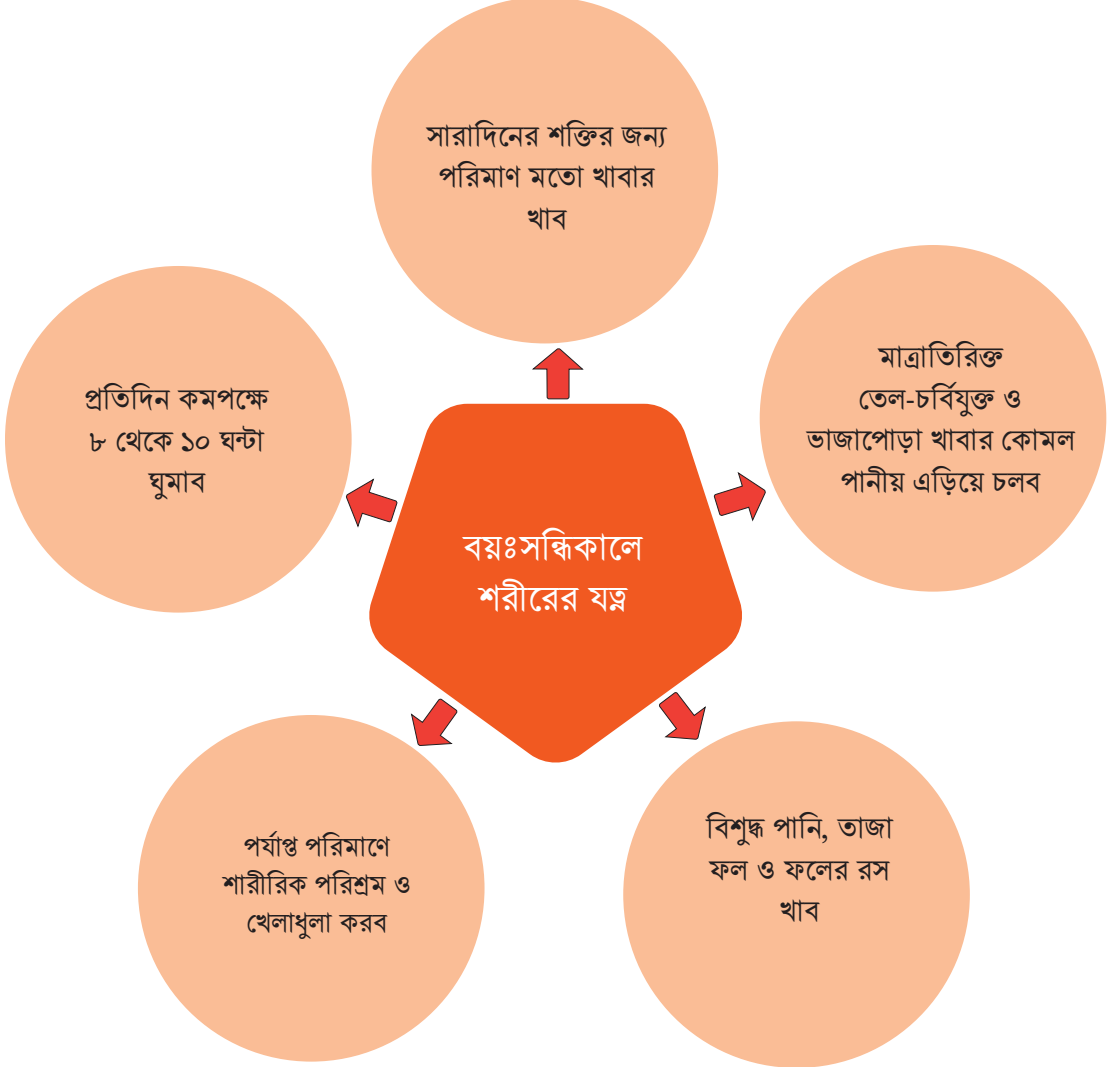 সারাদিনের শক্তির জন্য
পরিমাণ মতো খাবার
খাব
মাত্রাতিরিক্ত
তেল-চর্বিযুক্ত ও
ভাজাপোড়া খাবার কোমল
পানীয় এড়িয়ে চলব
প্রতিদিন কমপক্ষে
৮ থেকে ১০ ঘন্টা
ঘুমাব
বয়ঃসন্ধিকালে
শরীরের যত্ন
পর্যাপ্ত পরিমাণে
শারীরিক পরিশ্রম ও
খেলাধুলা করব
বিশুদ্ধ পানি, তাজা
ফল ও ফলের রস
খাব